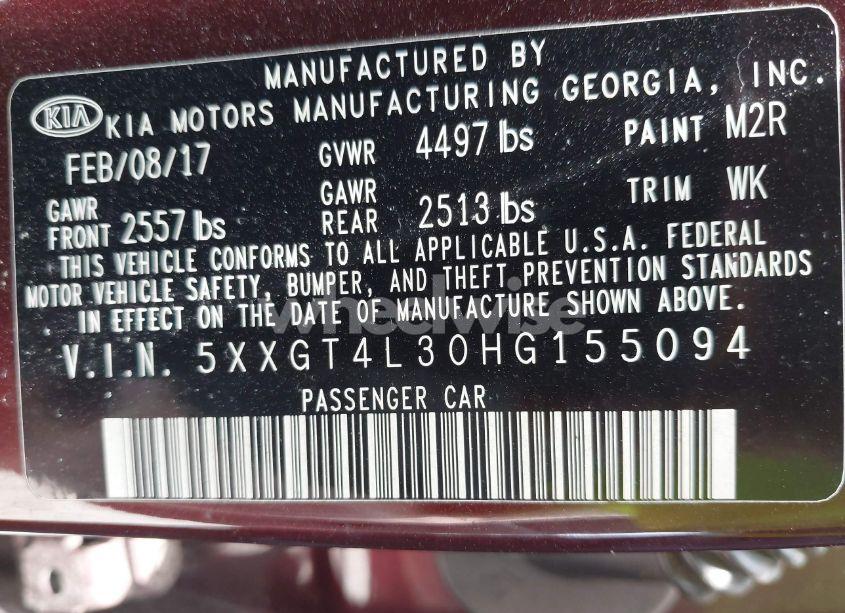 MANUFACTURED BY
KIA KIA MOTORS MANUFACTURING GEORGIA, INC.
FEB/08/17 GVWR 4497 lbs PAINT M2R
GAWR FRONT 2557 lbs GAWR REAR 2513 lbs TRIM WK
THIS VEHICLE CONFORMS TO ALL APPLICABLE U.S.A. FEDERAL
MOTOR VEHICLE SAFETY, BUMPER, AND THEFT PREVENTION STANDARDS
IN EFFECT ON THE DATE OF MANUFACTURE SHOWN ABOVE.
wheelwise
V.I.N. 5XXGT4L30HG155094
PASSENGER CAR